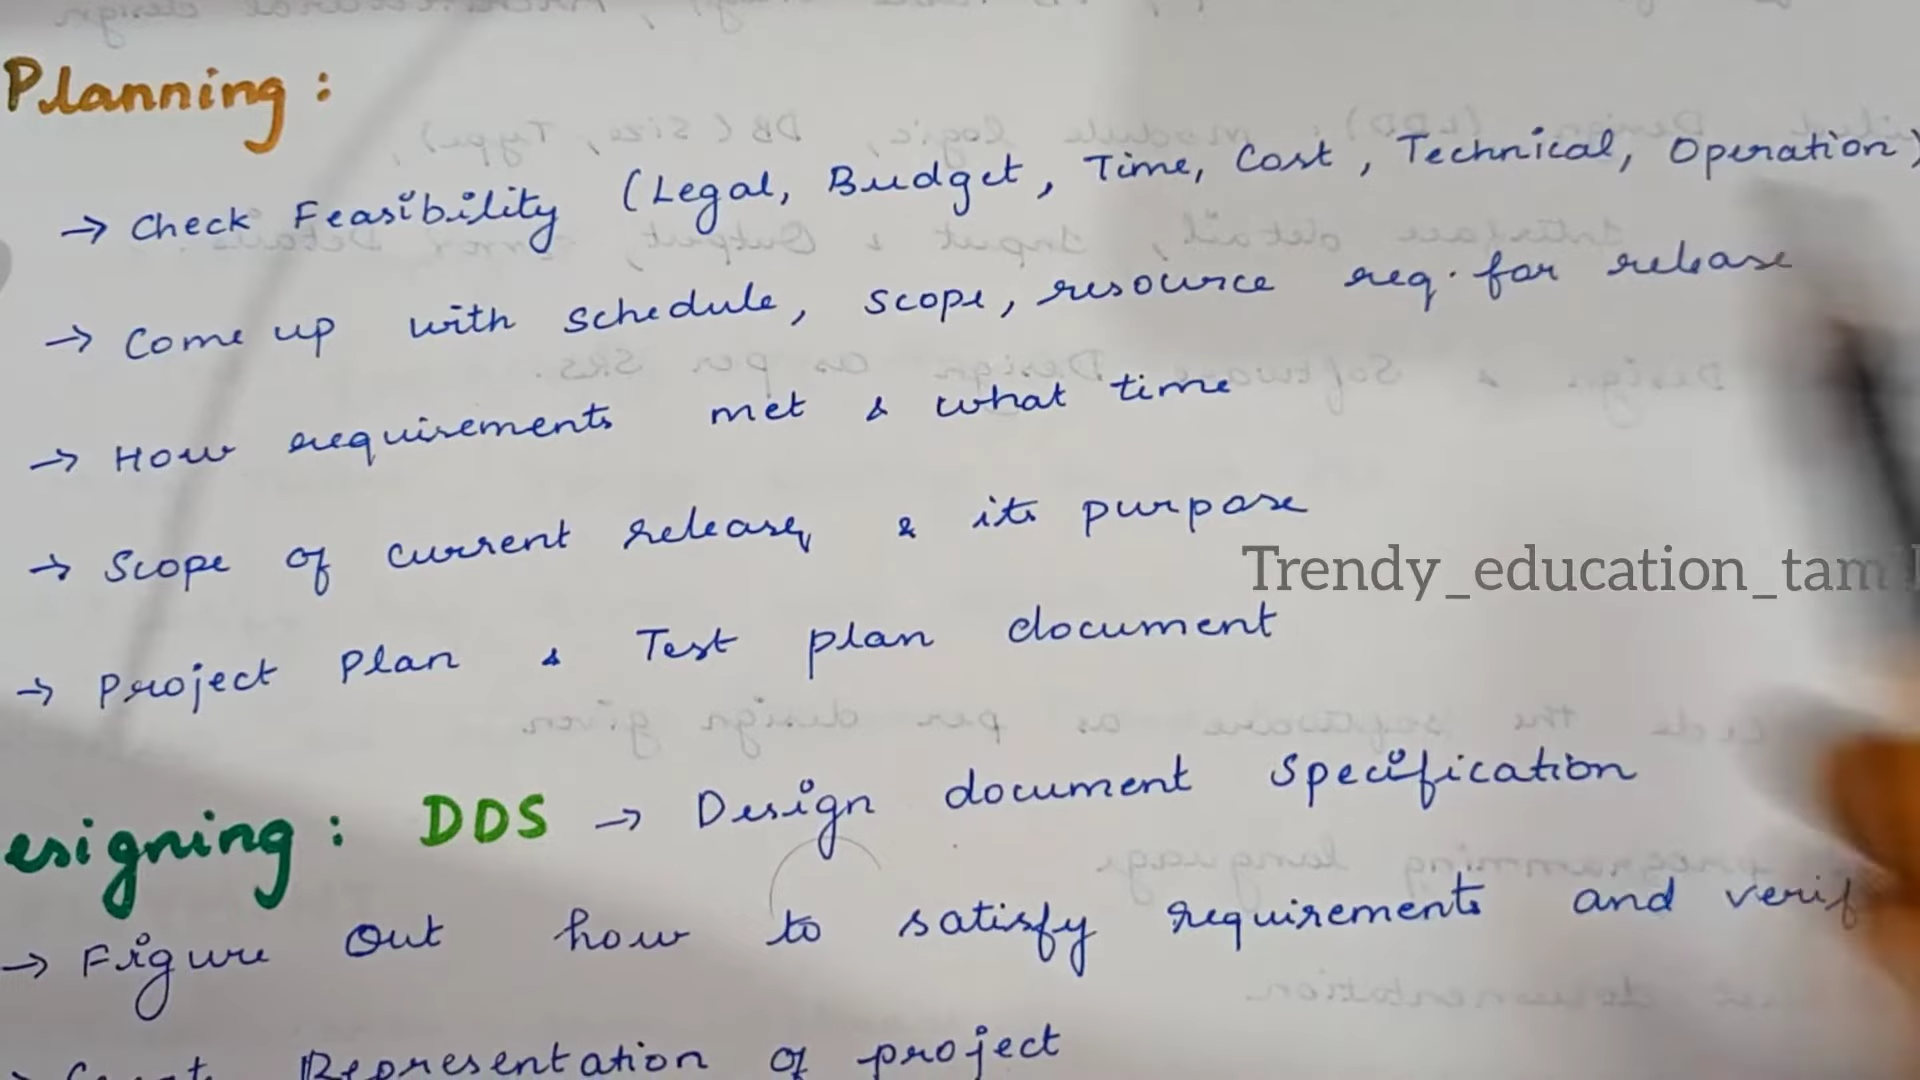 Planning :
→ Check Feasibility (Legal, Budget, Time, Cost, Technical, Operation)
→ Come up with schedule, scope, resource req. for release
→ How requirements met & what time
→ Scope of current release, & its purpose
Trendy_education_tam
→ Project Plan & Test plan document
esigning : DDS → Design document Specification
→ Figure Out how to satisfy requirements and verif
Representation of project